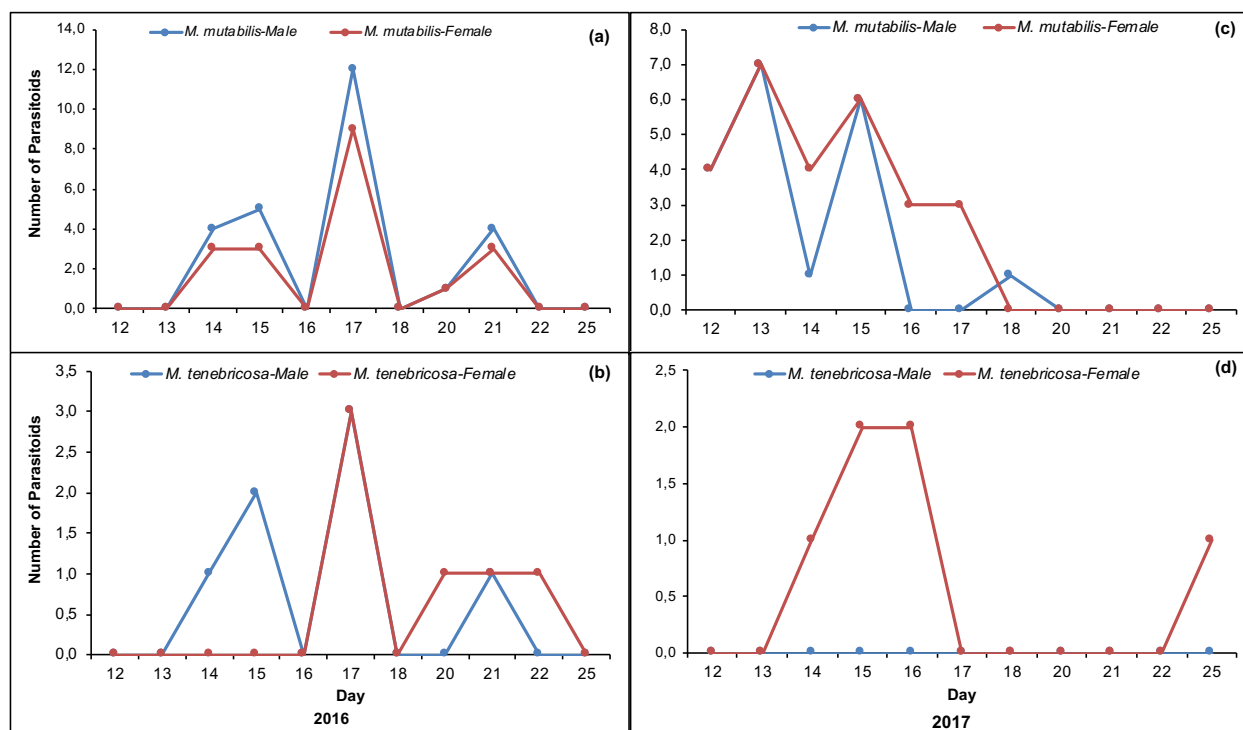 M. mutabilis-Male M. mutabilis-Female (a)
Number of Parasitoids
14,0
12,0
10,0
8,0
6,0
4,0
2,0
0,0
12 13 14 15 16 17 18 20 21 22 25
M. mutabilis-Male M. mutabilis-Female (c)
8,0
7,0
6,0
5,0
4,0
3,0
2,0
1,0
0,0
12 13 14 15 16 17 18 20 21 22 25
M. tenebricosa-Male M. tenebricosa-Female (b)
Number of Parasitoids
3,5
3,0
2,5
2,0
1,5
1,0
0,5
0,0
12 13 14 15 16 17 18 20 21 22 25
Day
2016
M. tenebricosa-Male M. tenebricosa-Female (d)
2,5
2,0
1,5
1,0
0,5
0,0
12 13 14 15 16 17 18 20 21 22 25
Day
2017